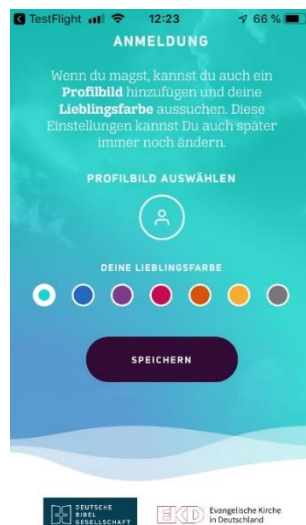 TestFlight 12:23 66 %
ANMELDUNG
Wenn du magst, kannst du auch ein
Profilbild hinzufügen und deine
Lieblingsfarbe aussuchen. Diese
Einstellungen kannst Du auch später
immer noch ändern.
PROFILBILD AUSWÄHLEN
DEINE LIEBLINGSFARBE
SPEICHERN
DEUTSCHE
BIBEL
GESELLSCHAFT
EKD
Evangelische Kirche
in Deutschland